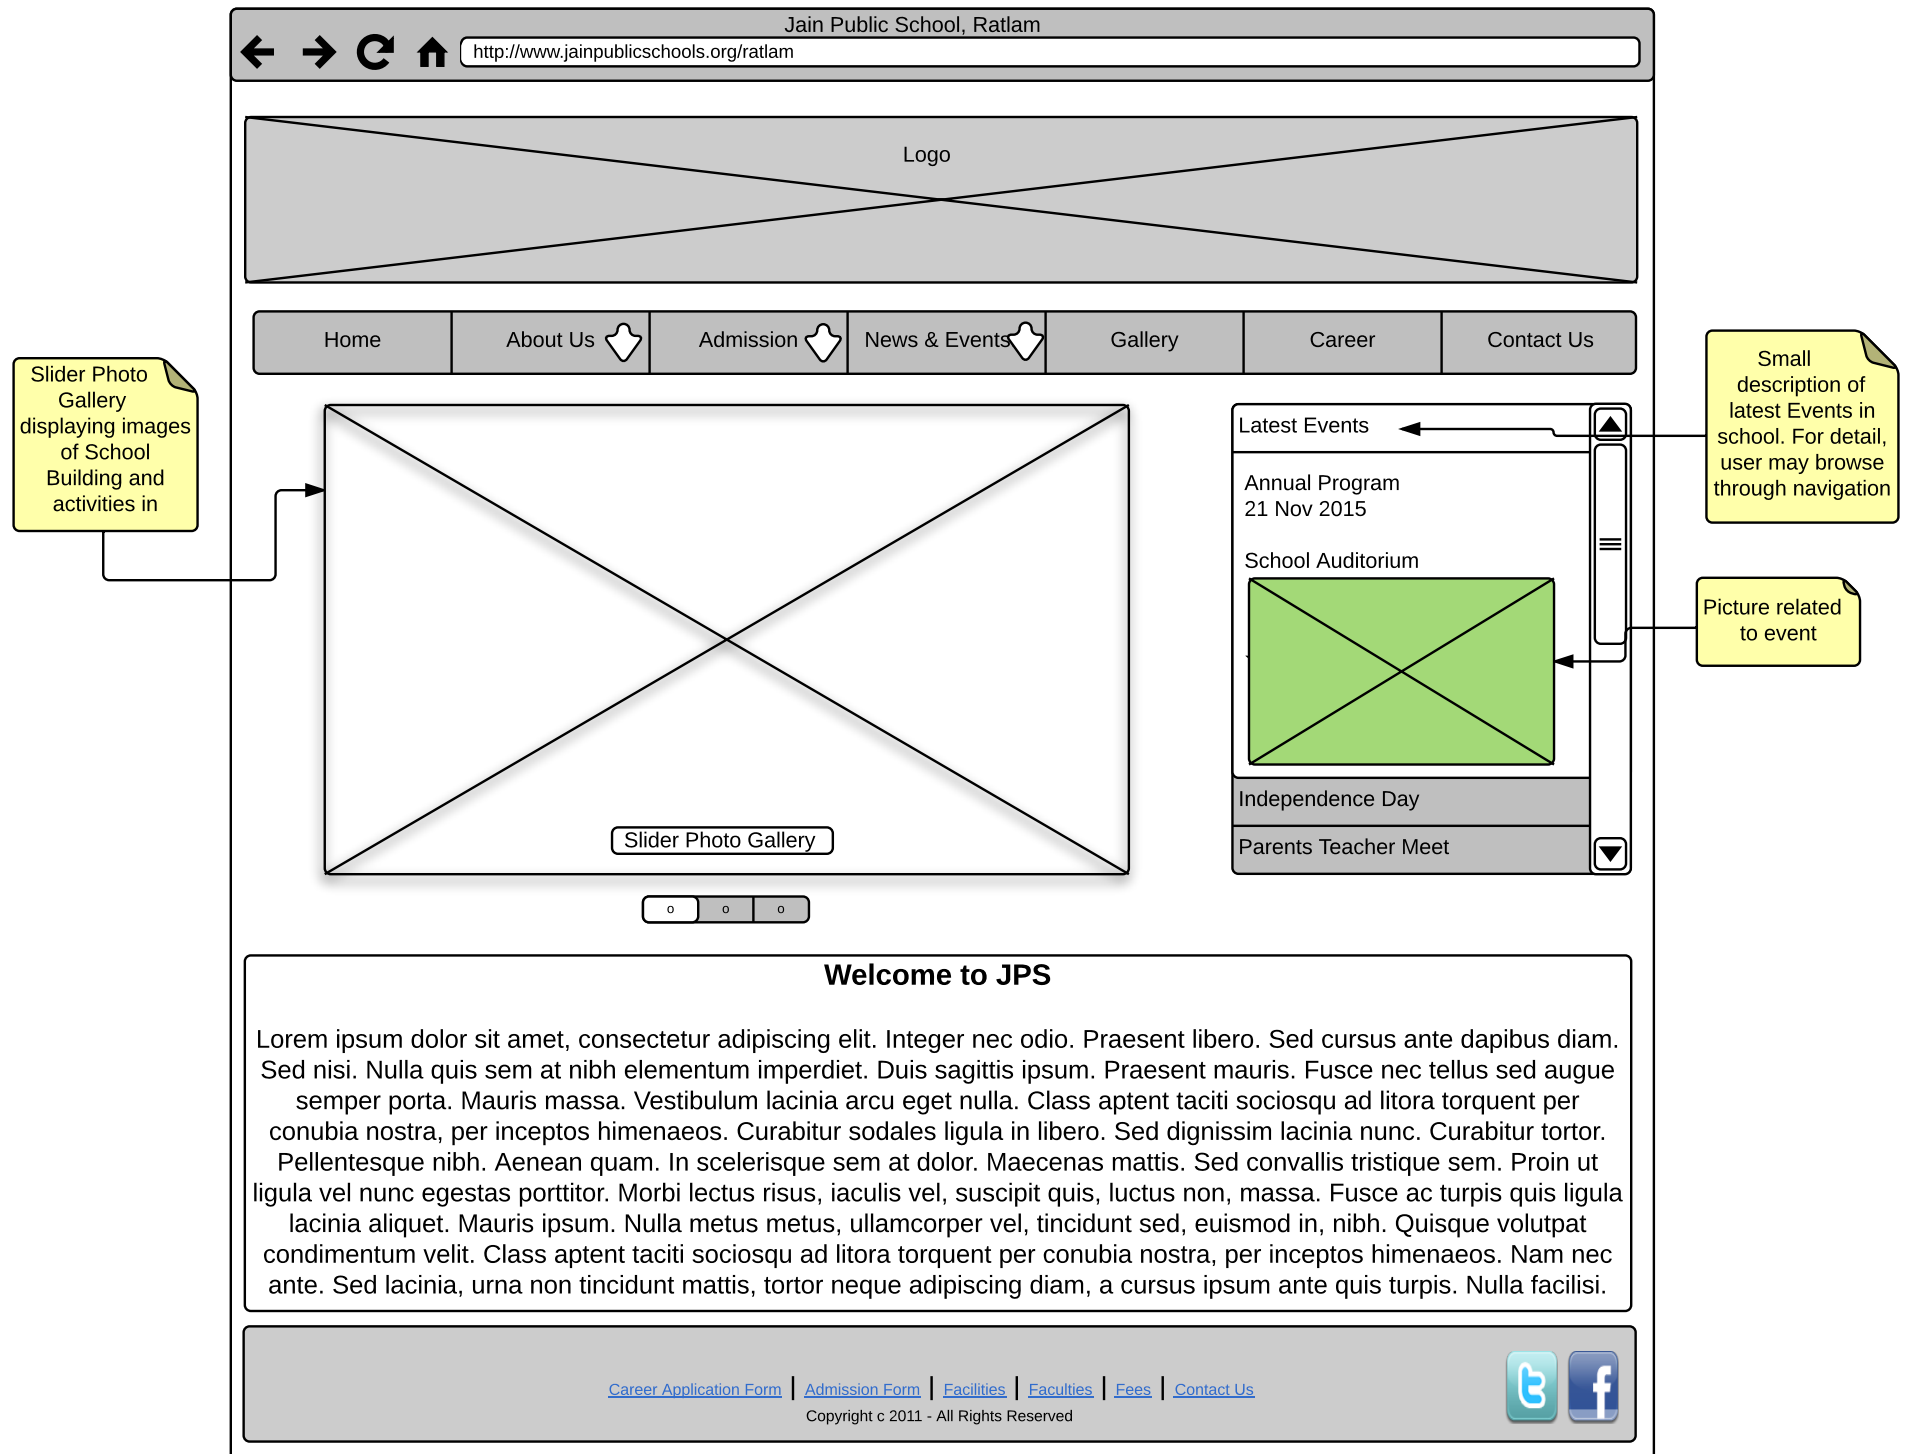 Jain Public School, Ratlam
http://www.jainpublicschools.org/ratlam
Logo
Home
About Us
Admission
News & Events
Gallery
Career
Contact Us
Slider Photo
Gallery
displaying images
of School
Building and
activities in
Slider Photo Gallery
o
o
o
Latest Events
Annual Program
21 Nov 2015
School Auditorium
Independence Day
Parents Teacher Meet
Small
description of
latest Events in
school. For detail,
user may browse
through navigation
Picture related
to event
Welcome to JPS
Lorem ipsum dolor sit amet, consectetur adipiscing elit. Integer nec odio. Praesent libero. Sed cursus ante dapibus diam.
Sed nisi. Nulla quis sem at nibh elementum imperdiet. Duis sagittis ipsum. Praesent mauris. Fusce nec tellus sed augue
semper porta. Mauris massa. Vestibulum lacinia arcu eget nulla. Class aptent taciti sociosqu ad litora torquent per
conubia nostra, per inceptos himenaeos. Curabitur sodales ligula in libero. Sed dignissim lacinia nunc. Curabitur tortor.
Pellentesque nibh. Aenean quam. In scelerisque sem at dolor. Maecenas mattis. Sed convallis tristique sem. Proin ut
ligula vel nunc egestas porttitor. Morbi lectus risus, iaculis vel, suscipit quis, luctus non, massa. Fusce ac turpis quis ligula
lacinia aliquet. Mauris ipsum. Nulla metus metus, ullamcorper vel, tincidunt sed, euismod in, nibh. Quisque volutpat
condimentum velit. Class aptent taciti sociosqu ad litora torquent per conubia nostra, per inceptos himenaeos. Nam nec
ante. Sed lacinia, urna non tincidunt mattis, tortor neque adipiscing diam, a cursus ipsum ante quis turpis. Nulla facilisi.
Career Application Form | Admission Form | Facilities | Faculties | Fees | Contact Us
Copyright c 2011 - All Rights Reserved
t
f